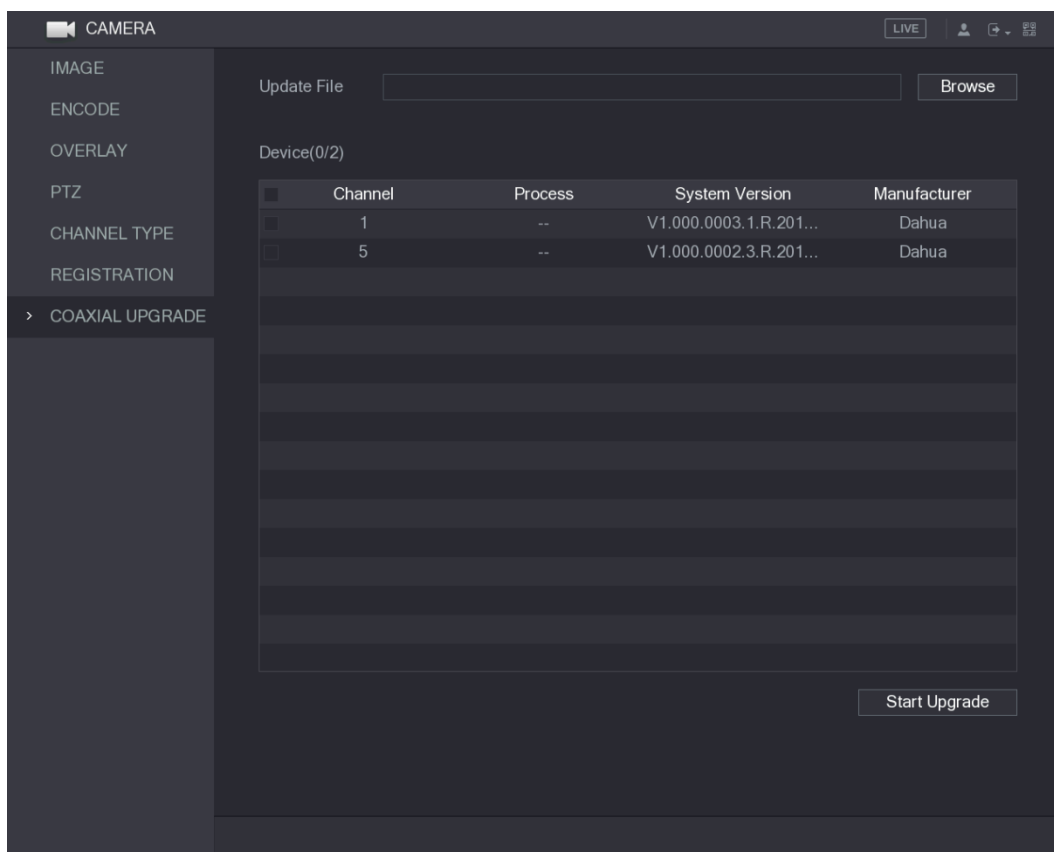 CAMERA
LIVE
IMAGE
ENCODE
OVERLAY
PTZ
CHANNEL TYPE
REGISTRATION
> COAXIAL UPGRADE
Update File Browse
Device(0/2)
Channel Process System Version Manufacturer
1 -- V1.000.0003.1.R.201... Dahua
5 -- V1.000.0002.3.R.201... Dahua
Start Upgrade